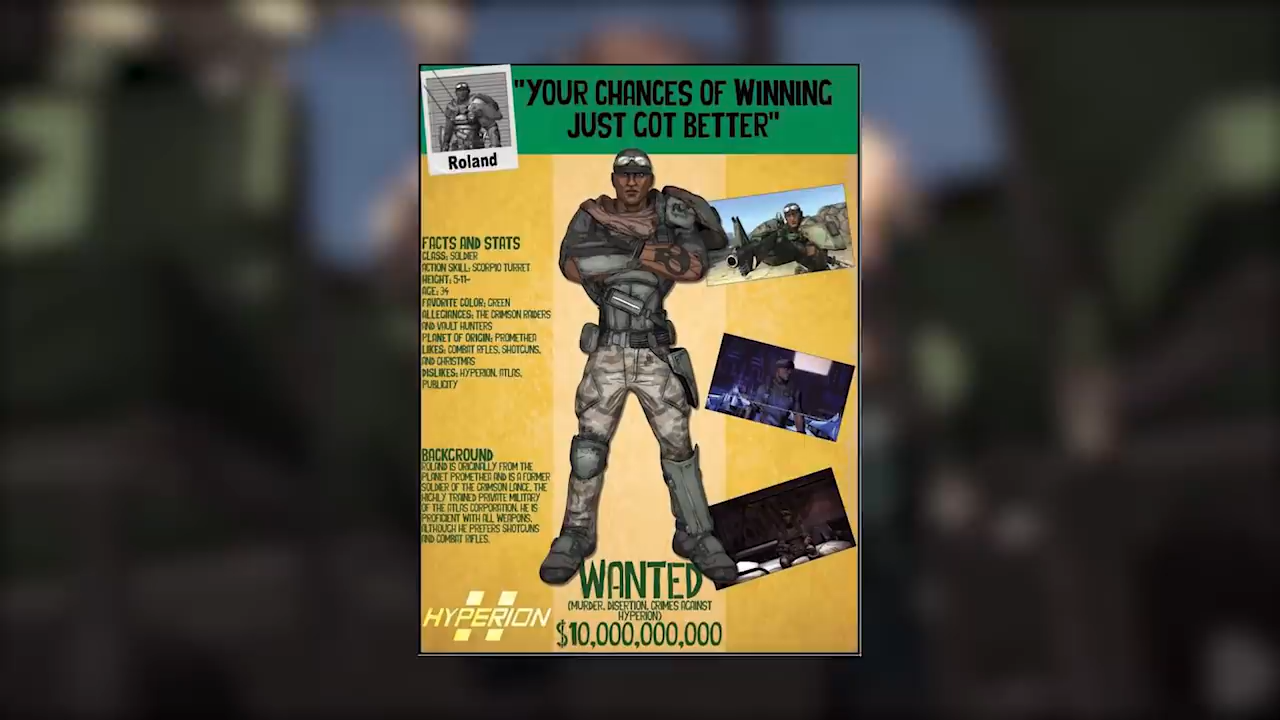 "YOUR CHANCES OF WINNING
JUST GOT BETTER"
Roland
FACTS AND STATS
CLASS: SOLDIER
ACTION SKILL: SCORPIO TURRET
HEIGHT: 5-11~
AGE: 34
FAVORITE COLOR: GREEN
ALLEGIANCES: THE CRIMSON RAIDERS
AND VAULT HUNTERS
PLANET OF ORIGIN: PROMETHEA
LIKES: COMBAT RIFLES, SHOTGUNS,
AND CHRISTMAS
DISLIKES: HYPERION, ATLAS,
PUBLICITY
BACKGROUND
ROLAND IS ORIGINALLY FROM THE
PLANET PROMETHEA AND IS A FORMER
SOLDIER OF THE CRIMSON LANCE, THE
HIGHLY TRAINED PRIVATE MILITARY
OF THE ATLAS CORPORATION. HE IS
PROFICIENT WITH ALL WEAPONS,
ALTHOUGH HE PREFERS SHOTGUNS
AND COMBAT RIFLES.
WANTED
(MURDER, DISERTION, CRIMES AGAINST
HYPERION)
$10,000,000,000
HYPERION